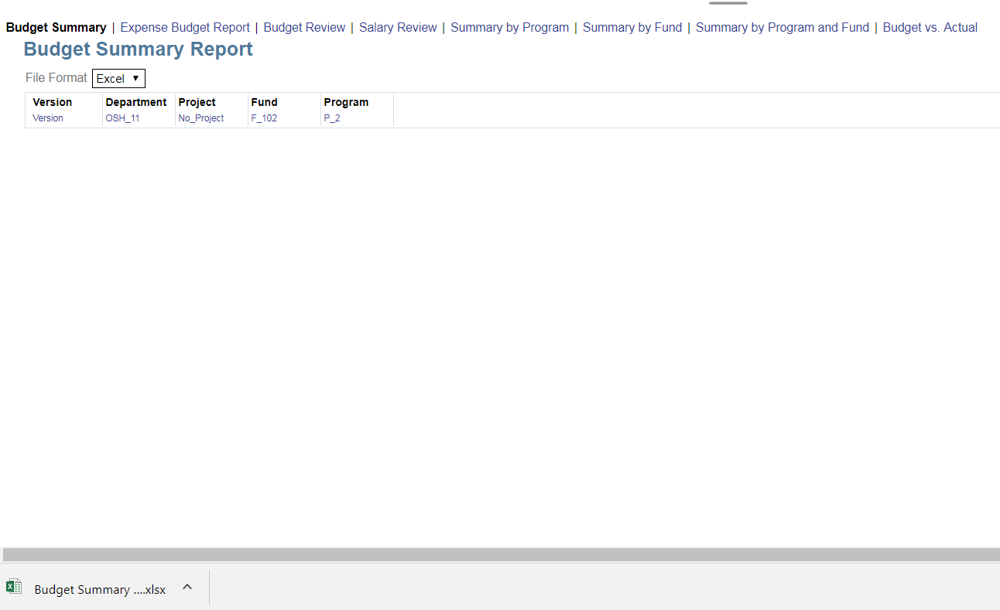 Budget Summary | Expense Budget Report | Budget Review | Salary Review | Summary by Program | Summary by Fund | Summary by Program and Fund | Budget vs. Actual
Budget Summary Report
File Format Excel ▼
Version Department Project Fund Program
Version OSH_11 No_Project F_102 P_2
Budget Summary ....xlsx